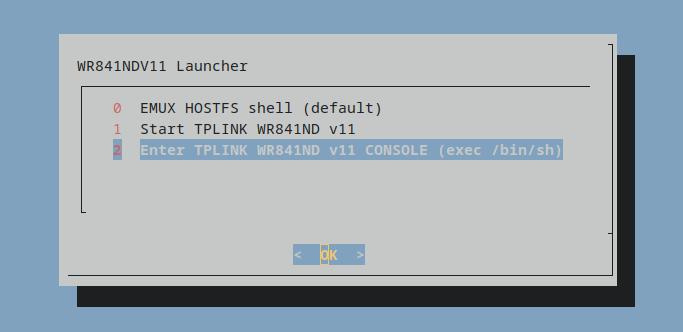 WR841NDV11 Launcher
0 EMUX HOSTFS shell (default)
1 Start TPLINK WR841ND v11
2 Enter TPLINK WR841ND v11 CONSOLE (exec /bin/sh)
< OK >